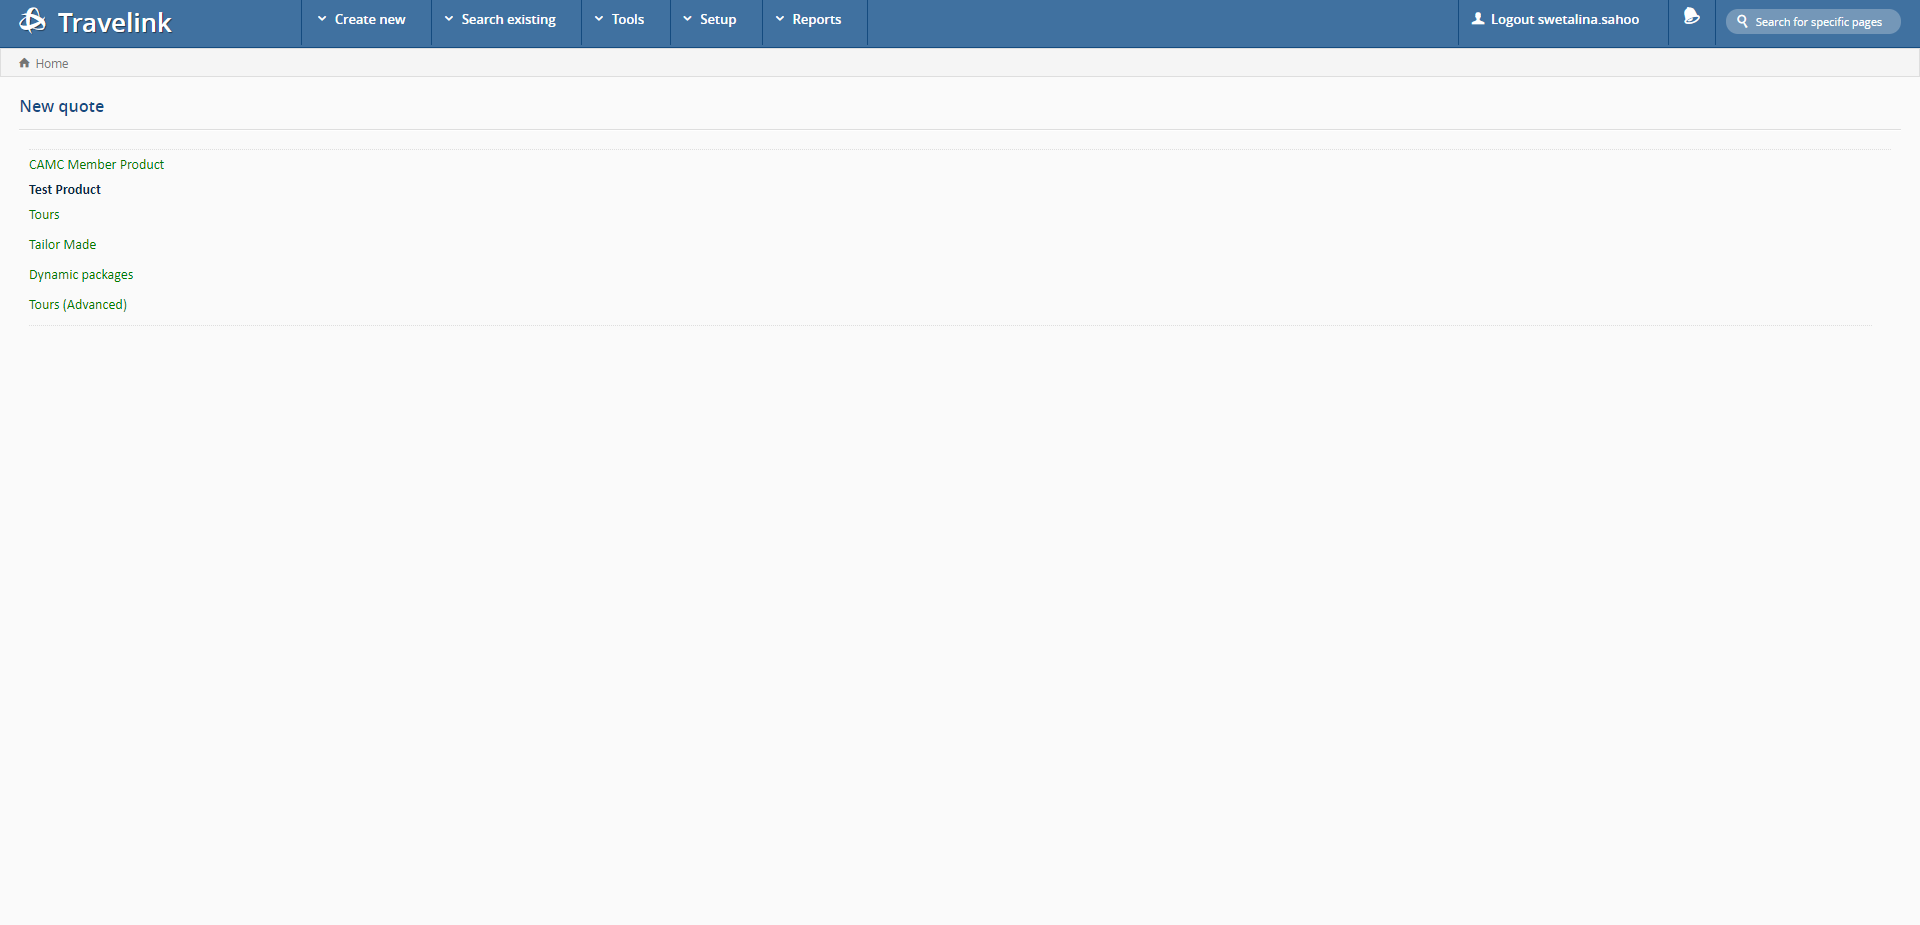 Travelink
Create new
Search existing
Tools
Setup
Reports
Logout swetalina.sahoo
Search for specific pages
Home
New quote
CAMC Member Product
Test Product
Tours
Tailor Made
Dynamic packages
Tours (Advanced)